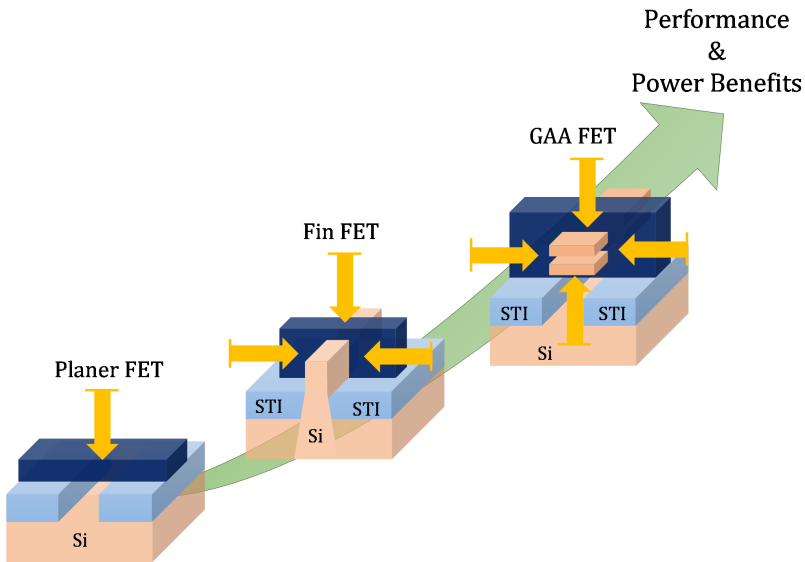 Performance
&
Power Benefits
GAA FET
Fin FET
Planer FET
STI
STI
Si
STI
STI
Si
Si